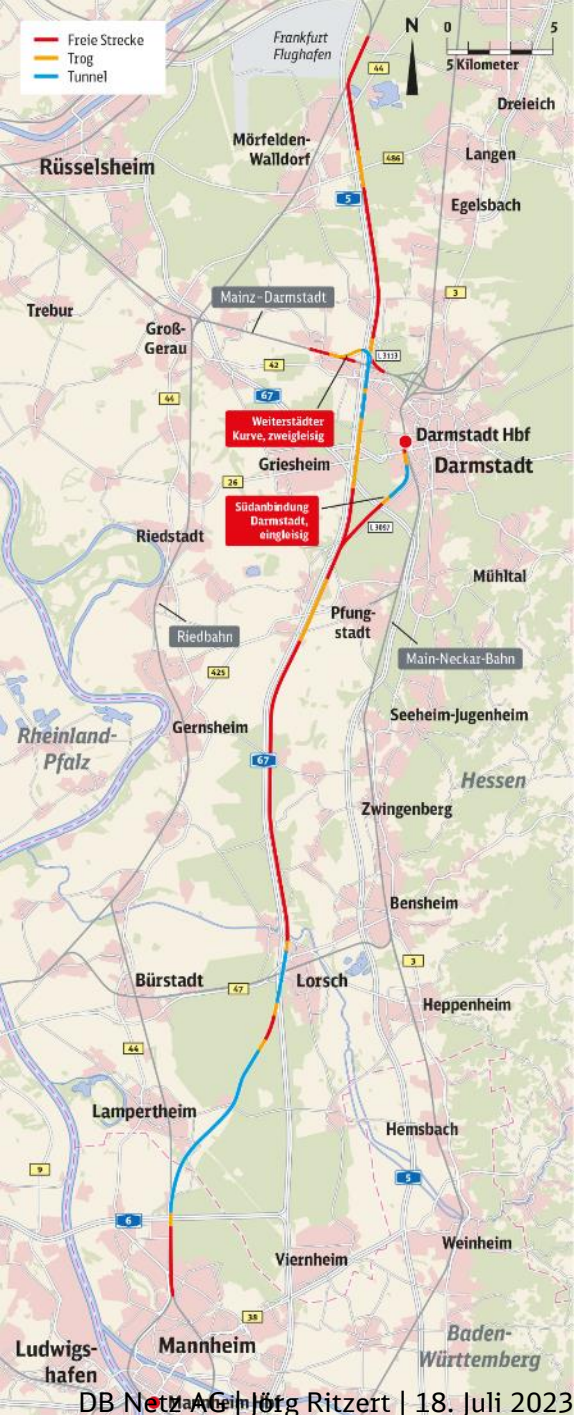 Freie Strecke
Trog
Tunnel
Frankfurt
Flughafen
N
0
5
5 Kilometer
44
Dreieich
Mörfelden-
Walldorf
486
Langen
Rüsselsheim
5
Egelsbach
3
Mainz–Darmstadt
Trebur
Groß-
Gerau
L3113
42
44
67
Weiterstädter
Kurve, zweigleisig
Darmstadt Hbf
Griesheim
Darmstadt
26
Südanbindung
Darmstadt,
eingleisig
L3097
Riedstadt
Mühltal
Pfung-
stadt
Riedbahn
Main-Neckar-Bahn
425
Seeheim-Jugenheim
Gernsheim
Rheinland-
Pfalz
67
Hessen
Zwingenberg
Bensheim
3
Bürstadt
Lorsch
47
Heppenheim
44
Lampertheim
Hemsbach
9
5
6
Weinheim
Viernheim
38
Baden-
Württemberg
Ludwigs-
hafen
Mannheim
Mannheim Hbf
DB Netz AG | Jörg Ritzert | 18. Juli 2023